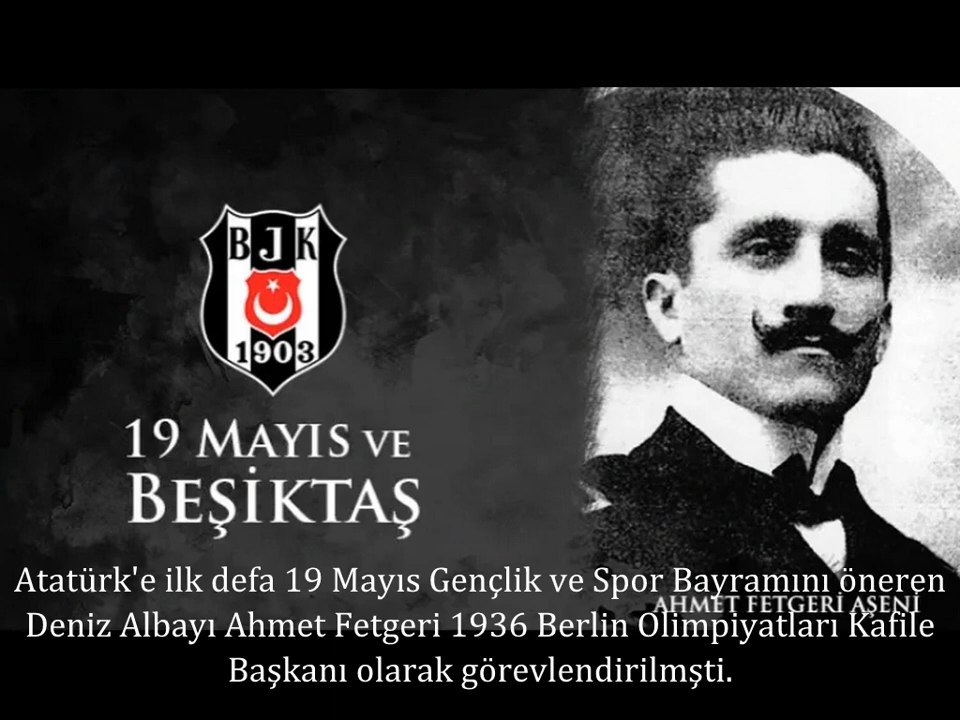 BJK
1903
19 MAYIS VE
BEŞİKTAŞ
Atatürk'e ilk defa 19 Mayıs Gençlik ve Spor Bayramını öneren
AHMET FETGERİ AŞENİ
Deniz Albayı Ahmet Fetgeri 1936 Berlin Olimpiyatları Kafile
Başkanı olarak görevlendirilmşti.